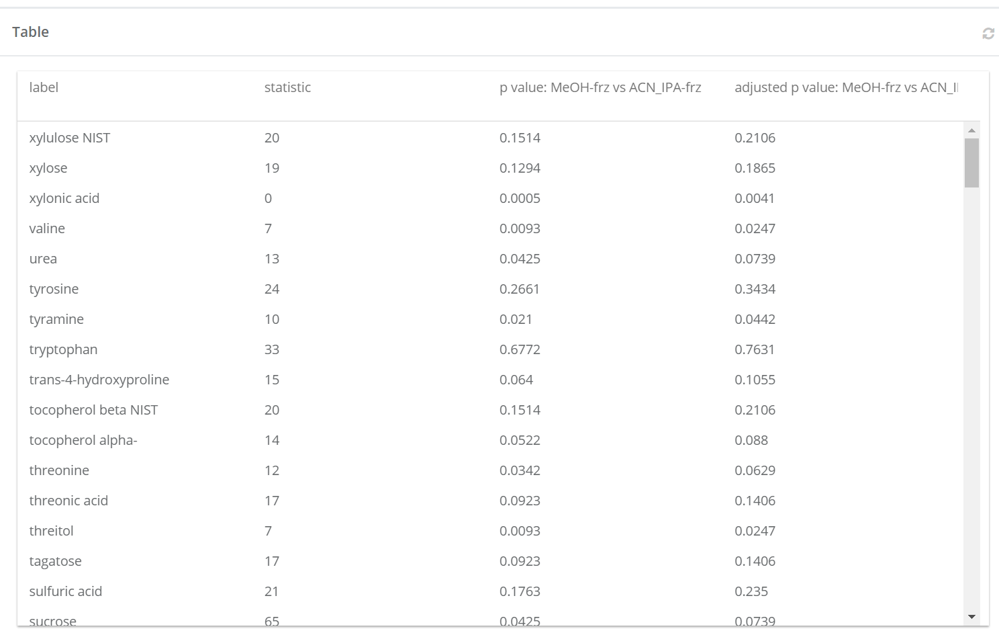 Table
label statistic p value: MeOH-frz vs ACN_IPA-frz adjusted p value: MeOH-frz vs
xylulose NIST 20 0.1514 0.2106
xylose 19 0.1294 0.1865
xylonic acid 0 0.0005 0.0041
valine 7 0.0093 0.0247
urea 13 0.0425 0.0739
tyrosine 24 0.2661 0.3434
tyramine 10 0.021 0.0442
tryptophan 33 0.6772 0.7631
trans-4-hydroxyproline 15 0.064 0.1055
tocopherol beta NIST 20 0.1514 0.2106
tocopherol alpha- 14 0.0522 0.088
threonine 12 0.0342 0.0629
threonic acid 17 0.0923 0.1406
threitol 7 0.0093 0.0247
tagatose 17 0.0923 0.1406
sulfuric acid 21 0.1763 0.235
sucrose 65 0.0425 0.0739